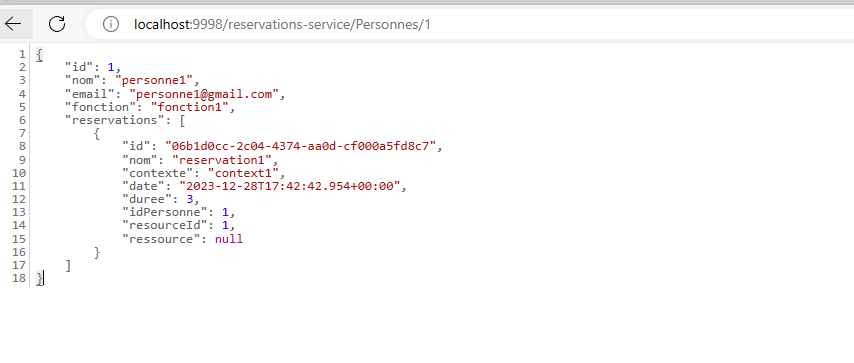 localhost:9998/reservations-service/Personnes/1
1 {
2 "id": 1,
3 "nom": "personne1",
4 "email": "personne1@gmail.com",
5 "fonction": "fonction1",
6 "reservations": [
7 {
8 "id": "06b1d0cc-2c04-4374-aa0d-cf000a5fd8c7",
9 "nom": "reservation1",
10 "contexte": "context1",
11 "date": "2023-12-28T17:42:42.954+00:00",
12 "duree": 3,
13 "idPersonne": 1,
14 "resourceId": 1,
15 "ressource": null
16 }
17 ]
18 }